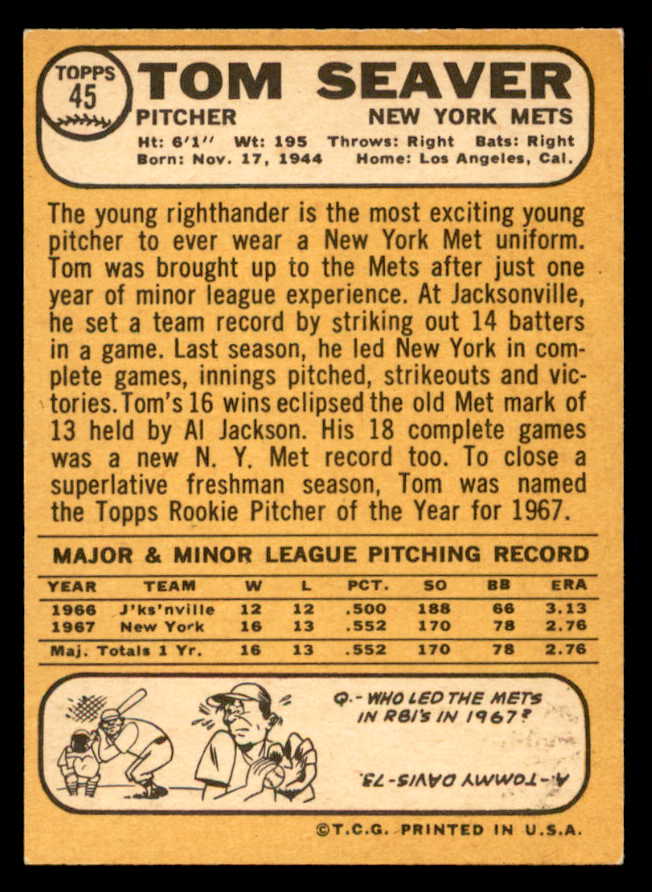 TOPPS
45
TOM SEAVER
PITCHER NEW YORK METS
Ht: 6'1" Wt: 195 Throws: Right Bats: Right
Born: Nov. 17, 1944 Home: Los Angeles, Cal.
The young righthander is the most exciting young
pitcher to ever wear a New York Met uniform.
Tom was brought up to the Mets after just one
year of minor league experience. At Jacksonville,
he set a team record by striking out 14 batters
in a game. Last season, he led New York in com-
plete games, innings pitched, strikeouts and vic-
tories. Tom's 16 wins eclipsed the old Met mark of
13 held by Al Jackson. His 18 complete games
was a new N. Y. Met record too. To close a
superlative freshman season, Tom was named
the Topps Rookie Pitcher of the Year for 1967.
MAJOR & MINOR LEAGUE PITCHING RECORD
YEAR TEAM W L PCT. SO BB ERA
1966 J'ks'nville 12 12 .500 188 66 3.13
1967 New York 16 13 .552 170 78 2.76
Maj. Totals 1 Yr. 16 13 .552 170 78 2.76
Q.- WHO LED THE METS
IN RBI'S IN 1967?
A.- TOMMY DAVIS-73.
©T.C.G. PRINTED IN U.S.A.